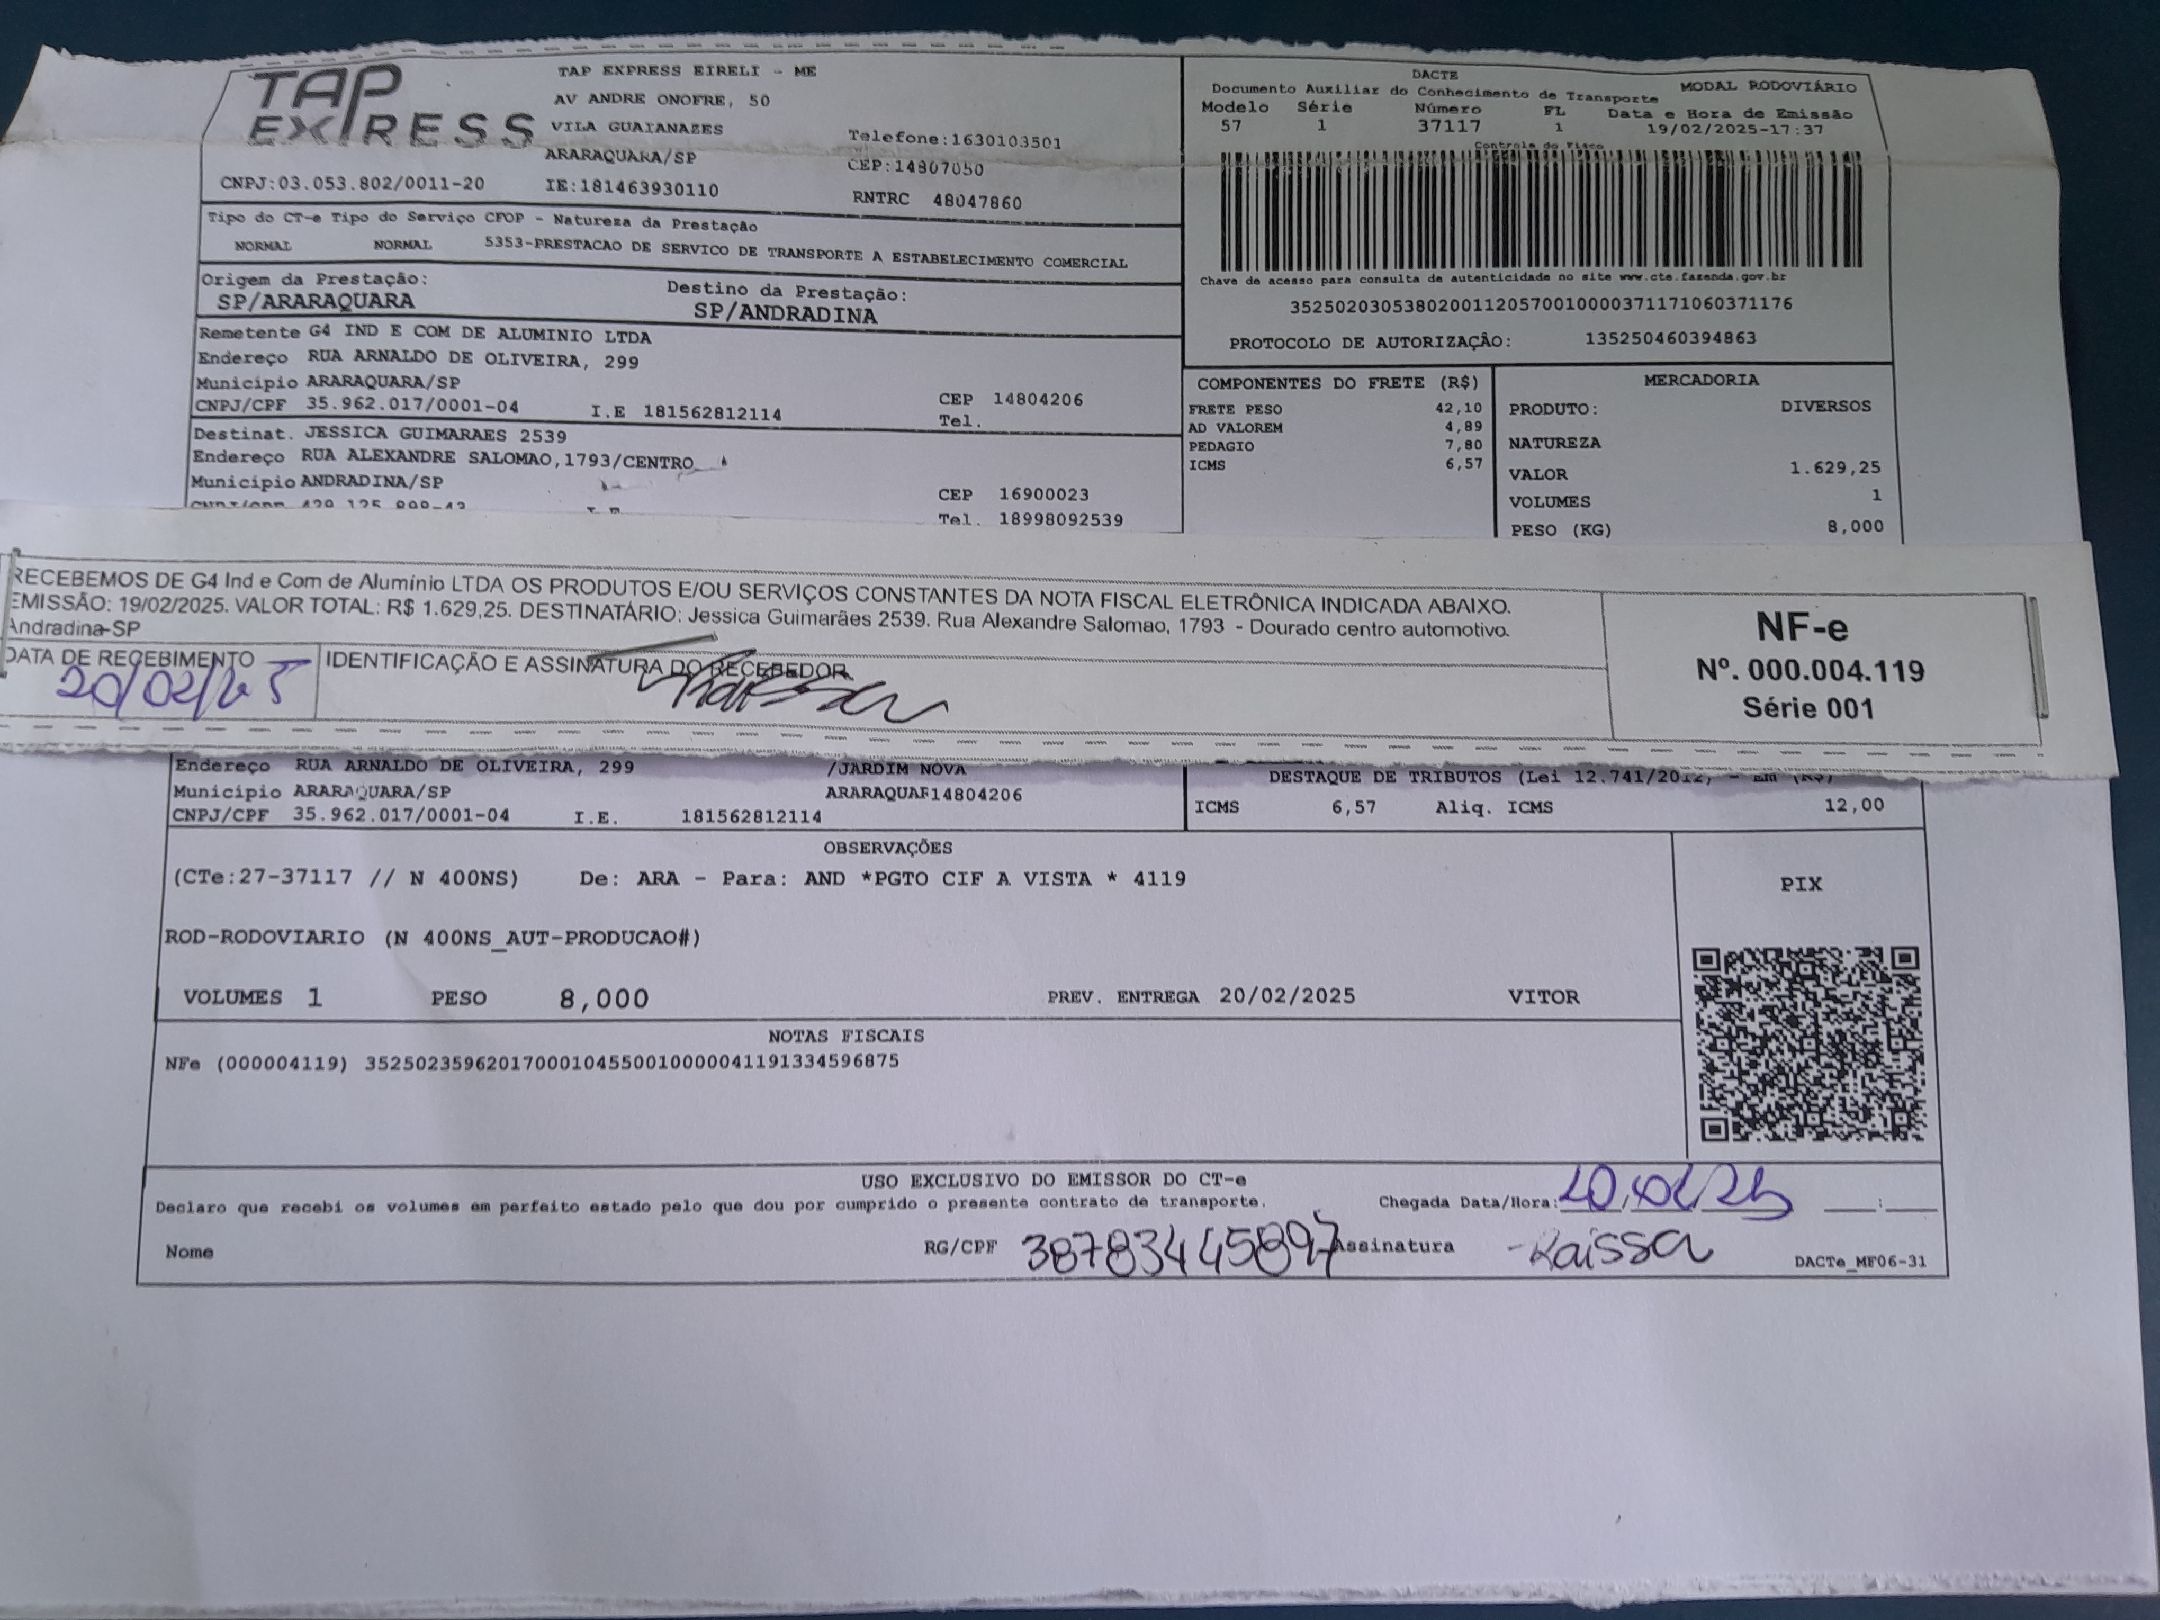 TAP EXPRESS
TAP EXPRESS EIRELI - ME
AV ANDRE ONOFRE, 50
VILA GUAIANAZES
ARARAQUARA/SP
Telefone:1630103501
CEP:14807050
CNPJ:03.053.802/0011-20 IE:181463930110 RNTRC 48047860
DACTE
Documento Auxiliar do Conhecimento de Transporte MODAL RODOVIÁRIO
Modelo Série Número FL Data e Hora de Emissão
57 1 37117 1 19/02/2025-17:37
Controle do Fisco
Chave de acesso para consulta de autenticidade no site www.cte.fazenda.gov.br
35250203053802001120570010000371171060371176
PROTOCOLO DE AUTORIZAÇÃO: 135250460394863
Tipo do CT-e Tipo do Serviço CFOP - Natureza da Prestação
NORMAL NORMAL 5353-PRESTACAO DE SERVICO DE TRANSPORTE A ESTABELECIMENTO COMERCIAL
Origem da Prestação: Destino da Prestação:
SP/ARARAQUARA SP/ANDRADINA
Remetente G4 IND E COM DE ALUMINIO LTDA
Endereço RUA ARNALDO DE OLIVEIRA, 299
Município ARARAQUARA/SP CEP 14804206
CNPJ/CPF 35.962.017/0001-04 I.E 181562812114 Tel.
Destinat. JESSICA GUIMARAES 2539
Endereço RUA ALEXANDRE SALOMAO,1793/CENTRO
Município ANDRADINA/SP CEP 16900023
Tel. 18998092539
COMPONENTES DO FRETE (R$)
FRETE PESO 42,10
AD VALOREM 4,89
PEDAGIO 7,80
ICMS 6,57
MERCADORIA
PRODUTO: DIVERSOS
NATUREZA
VALOR 1.629,25
VOLUMES 1
PESO (KG) 8,000
RECEBEMOS DE G4 Ind e Com de Alumínio LTDA OS PRODUTOS E/OU SERVIÇOS CONSTANTES DA NOTA FISCAL ELETRÔNICA INDICADA ABAIXO.
EMISSÃO: 19/02/2025. VALOR TOTAL: R$ 1.629,25. DESTINATÁRIO: Jessica Guimarães 2539. Rua Alexandre Salomao, 1793 - Dourado centro automotivo.
Andradina-SP
DATA DE RECEBIMENTO IDENTIFICAÇÃO E ASSINATURA DO RECEBEDOR
20/02/25 Raissa
NF-e
Nº. 000.004.119
Série 001
Endereço RUA ARNALDO DE OLIVEIRA, 299 /JARDIM NOVA
Município ARARAQUARA/SP ARARAQUAF14804206
CNPJ/CPF 35.962.017/0001-04 I.E. 181562812114
DESTAQUE DE TRIBUTOS (Lei 12.741/2012) - Em (R$)
ICMS 6,57 Aliq. ICMS 12,00
OBSERVAÇÕES
(CTe:27-37117 // N 400NS) De: ARA - Para: AND *PGTO CIF A VISTA * 4119
ROD-RODOVIARIO (N 400NS_AUT-PRODUCAO#)
VOLUMES 1 PESO 8,000 PREV. ENTREGA 20/02/2025 VITOR
PIX
NOTAS FISCAIS
NFe (000004119) 35250235962017000104550010000041191334596875
USO EXCLUSIVO DO EMISSOR DO CT-e
Declaro que recebi os volumes em perfeito estado pelo que dou por cumprido o presente contrato de transporte. Chegada Data/Hora: 20/02/25 :
Nome RG/CPF 38783445897 Assinatura Raissa DACTe_MF06-31